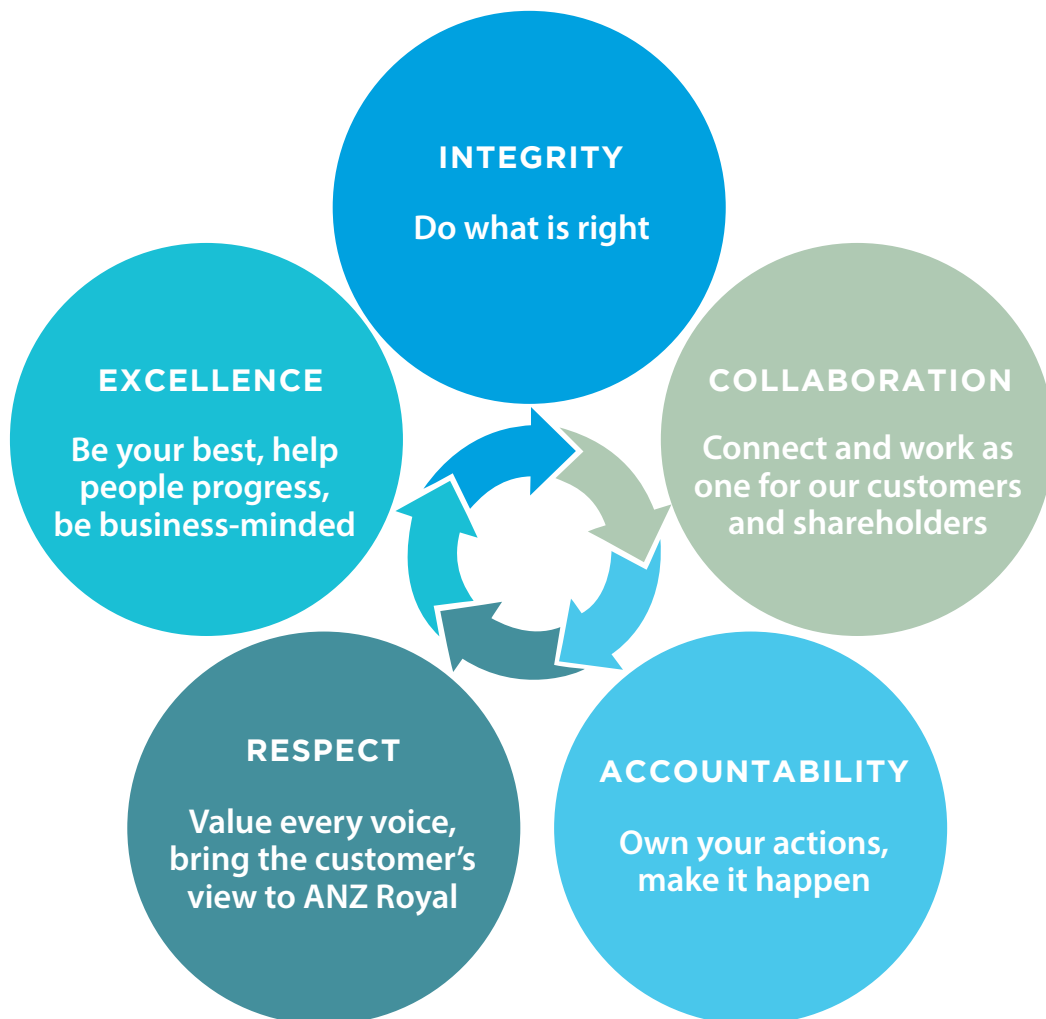 INTEGRITY
Do what is right
COLLABORATION
Connect and work as
one for our customers
and shareholders
ACCOUNTABILITY
Own your actions,
make it happen
RESPECT
Value every voice,
bring the customer’s
view to ANZ Royal
EXCELLENCE
Be your best, help
people progress,
be business-minded